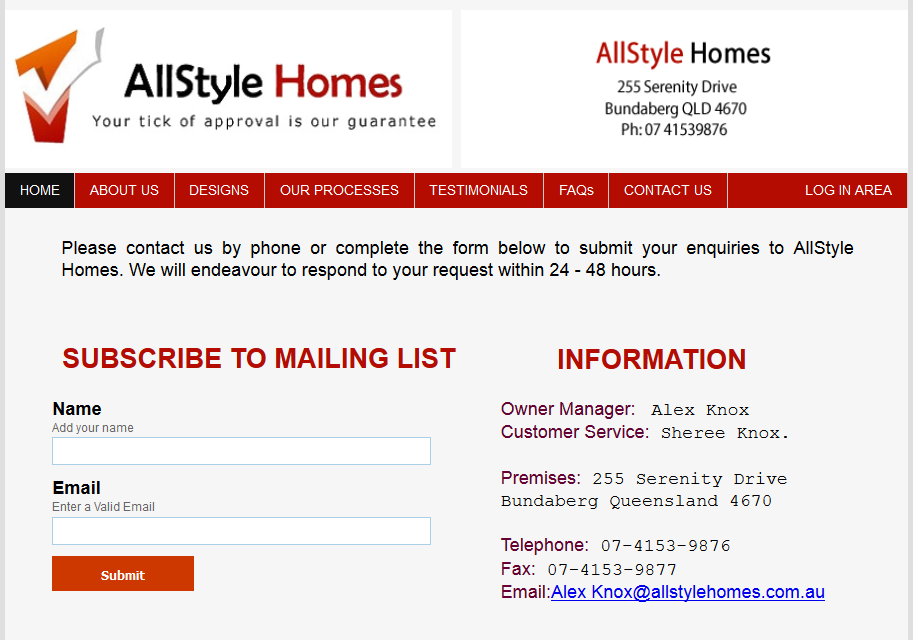 AllStyle Homes
Your tick of approval is our guarantee
AllStyle Homes
255 Serenity Drive
Bundaberg QLD 4670
Ph: 07 41539876
HOME ABOUT US DESIGNS OUR PROCESSES TESTIMONIALS FAQs CONTACT US LOG IN AREA
Please contact us by phone or complete the form below to submit your enquiries to AllStyle
Homes. We will endeavour to respond to your request within 24 - 48 hours.
SUBSCRIBE TO MAILING LIST
Name
Add your name
Email
Enter a Valid Email
Submit
INFORMATION
Owner Manager: Alex Knox
Customer Service: Sheree Knox.
Premises: 255 Serenity Drive
Bundaberg Queensland 4670
Telephone: 07-4153-9876
Fax: 07-4153-9877
Email:Alex Knox@allstylehomes.com.au